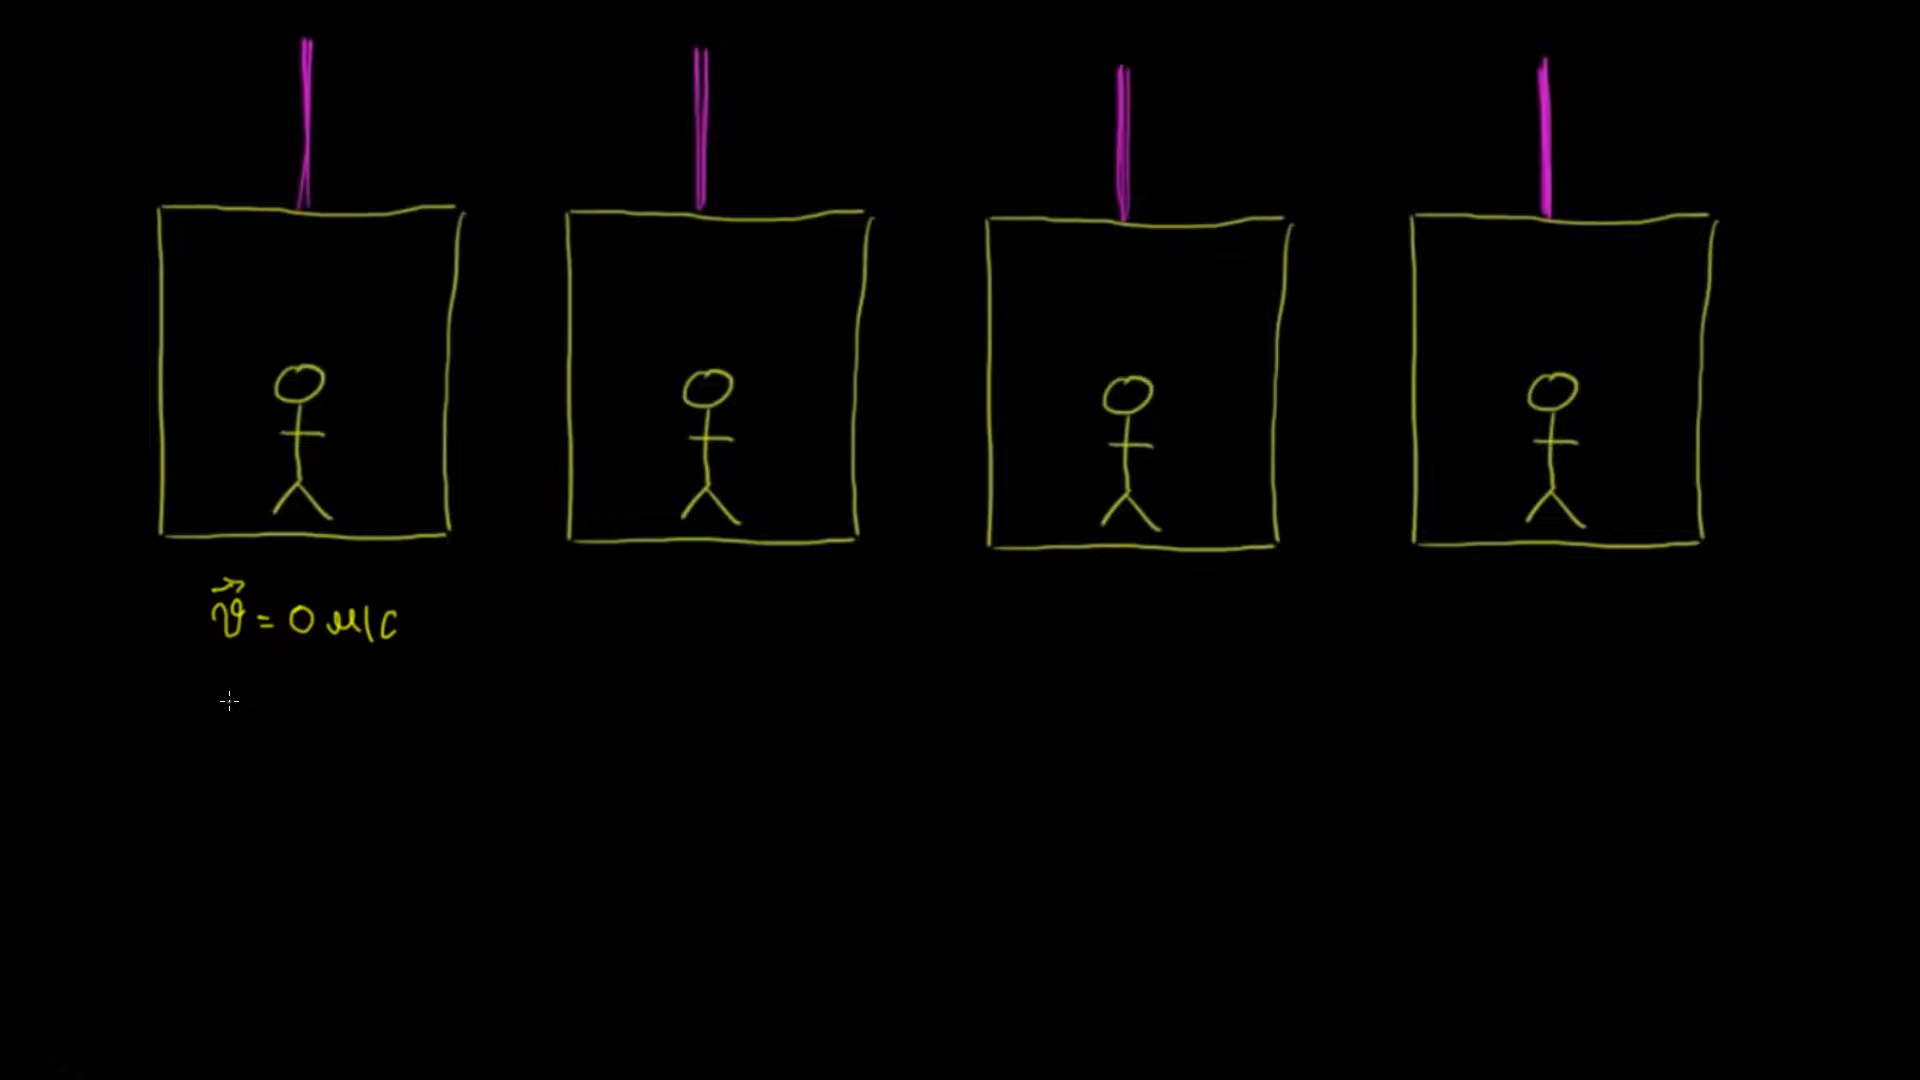 v⃗ = 0 м/с